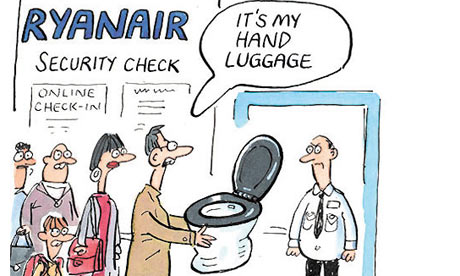 RYANAIR
SECURITY CHECK
ONLINE
CHECK-IN
IT'S MY
HAND
LUGGAGE